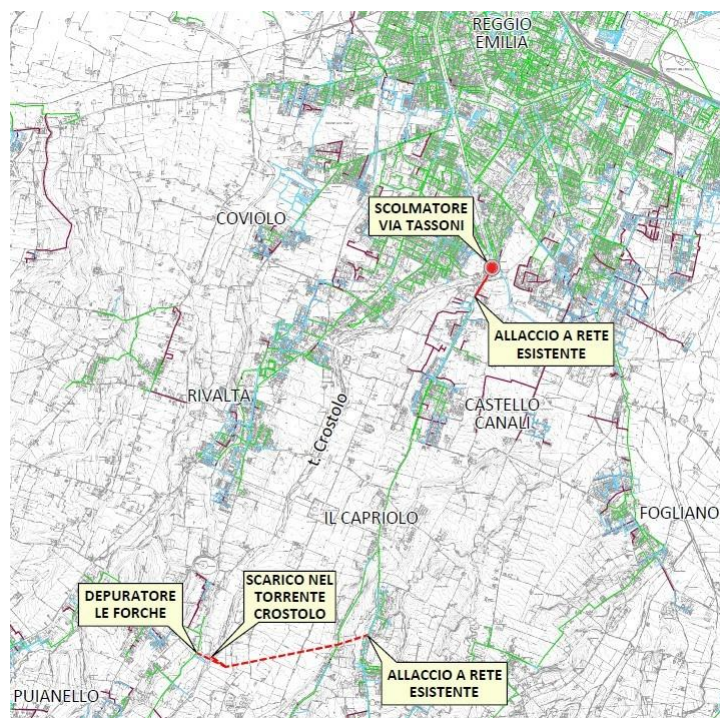 REGGIO
EMILIA
SCOLMATORE
VIA TASSONI
COVIOLO
ALLACCIO A RETE
ESISTENTE
RIVALTA
CASTELLO
CANALI
t. Crostolo
IL CAPRIOLO
FOGLIANO
DEPURATORE
LE FORCHE
SCARICO NEL
TORRENTE
CROSTOLO
ALLACCIO A RETE
ESISTENTE
PUIANELLO